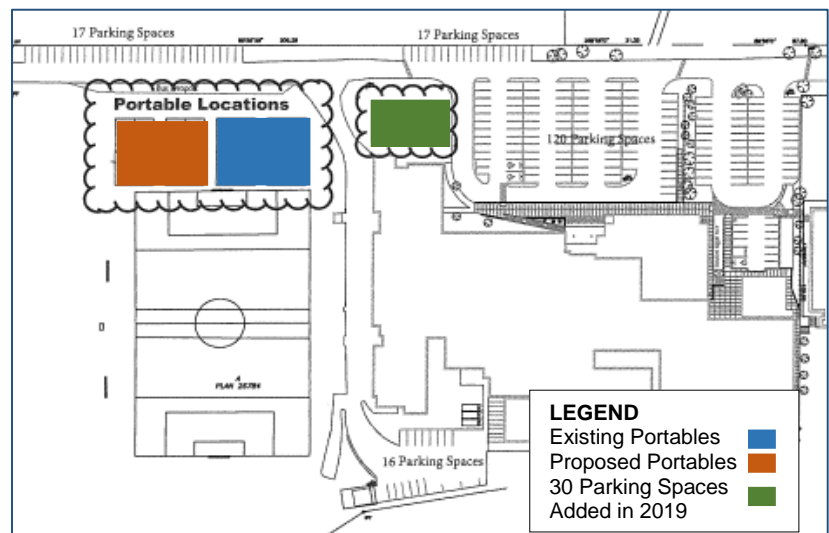 17 Parking Spaces
17 Parking Spaces
Portable Locations
120 Parking Spaces
A
PLAN 25784
16 Parking Spaces
LEGEND
Existing Portables
Proposed Portables
30 Parking Spaces
Added in 2019